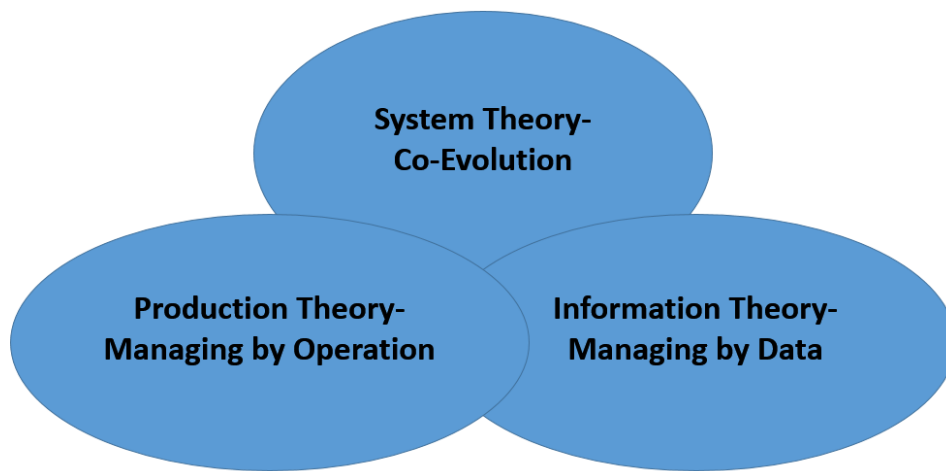 System Theory-
Co-Evolution
Production Theory-
Managing by Operation
Information Theory-
Managing by Data